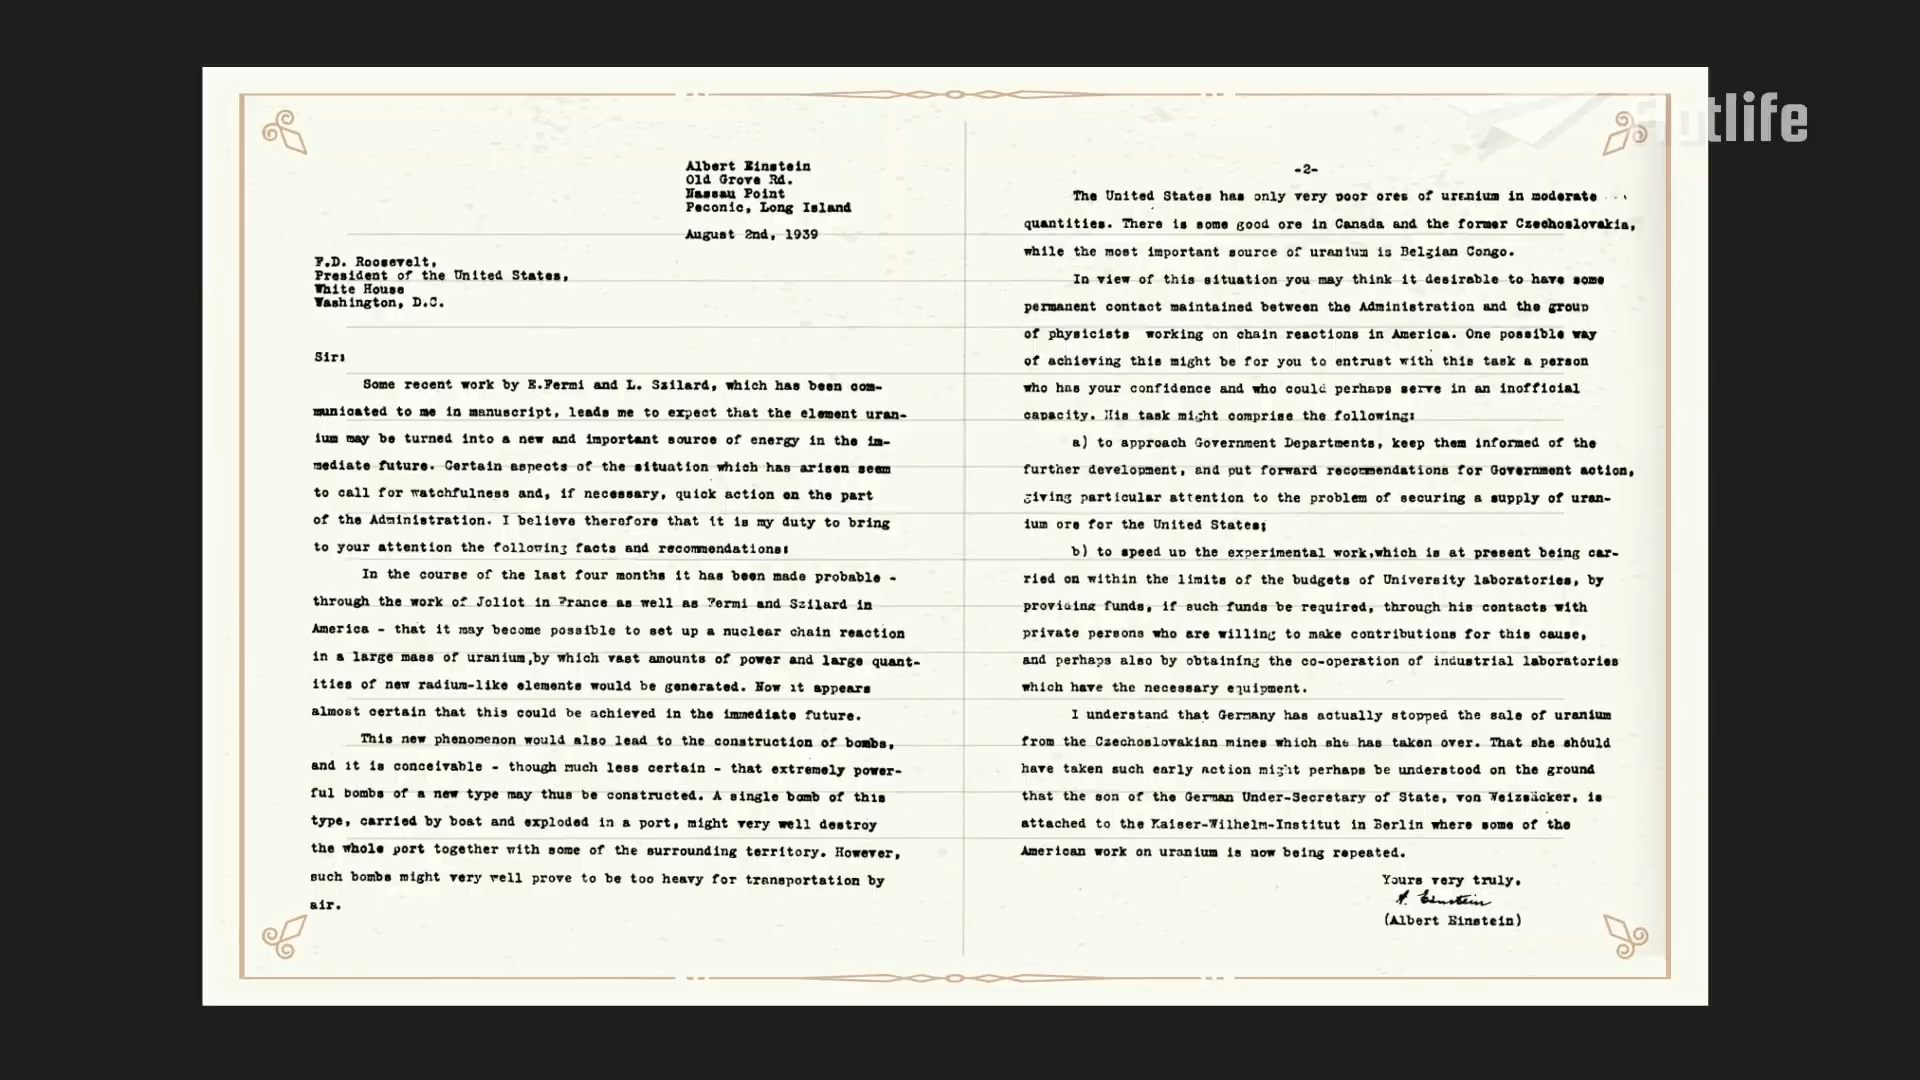 Albert Einstein
Old Grove Rd.
Nassau Point
Peconic, Long Island
August 2nd, 1939
F.D. Roosevelt,
President of the United States,
White House
Washington, D.C.
Sir:
Some recent work by E.Fermi and L. Szilard, which has been com-
municated to me in manuscript, leads me to expect that the element uran-
ium may be turned into a new and important source of energy in the im-
mediate future. Certain aspects of the situation which has arisen seem
to call for watchfulness and, if necessary, quick action on the part
of the Administration. I believe therefore that it is my duty to bring
to your attention the following facts and recommendations:
In the course of the last four months it has been made probable -
through the work of Joliot in France as well as Fermi and Szilard in
America - that it may become possible to set up a nuclear chain reaction
in a large mass of uranium,by which vast amounts of power and large quant-
ities of new radium-like elements would be generated. Now it appears
almost certain that this could be achieved in the immediate future.
This new phenomenon would also lead to the construction of bombs,
and it is conceivable - though much less certain - that extremely power-
ful bombs of a new type may thus be constructed. A single bomb of this
type, carried by boat and exploded in a port, might very well destroy
the whole port together with some of the surrounding territory. However,
such bombs might very well prove to be too heavy for transportation by
air.
-2-
The United States has only very poor ores of uranium in moderate
quantities. There is some good ore in Canada and the former Czechoslovakia,
while the most important source of uranium is Belgian Congo.
In view of this situation you may think it desirable to have some
permanent contact maintained between the Administration and the group
of physicists working on chain reactions in America. One possible way
of achieving this might be for you to entrust with this task a person
who has your confidence and who could perhaps serve in an inofficial
capacity. His task might comprise the following:
a) to approach Government Departments, keep them informed of the
further development, and put forward recommendations for Government action,
giving particular attention to the problem of securing a supply of uran-
ium ore for the United States;
b) to speed up the experimental work,which is at present being car-
ried on within the limits of the budgets of University laboratories, by
providing funds, if such funds be required, through his contacts with
private persons who are willing to make contributions for this cause,
and perhaps also by obtaining the co-operation of industrial laboratories
which have the necessary equipment.
I understand that Germany has actually stopped the sale of uranium
from the Czechoslovakian mines which she has taken over. That she should
have taken such early action might perhaps be understood on the ground
that the son of the German Under-Secretary of State, von Weizsäcker, is
attached to the Kaiser-Wilhelm-Institut in Berlin where some of the
American work on uranium is now being repeated.
Yours very truly,
A. Einstein
(Albert Einstein)